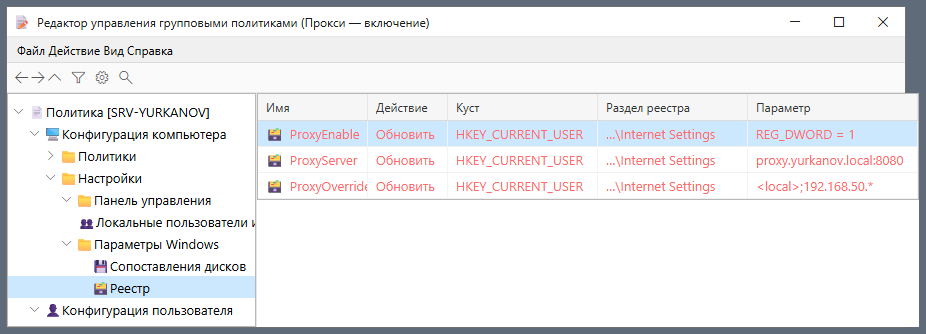 Редактор управления групповыми политиками (Прокси — включение)
Файл Действие Вид Справка
Политика [SRV-YURKANOV]
Конфигурация компьютера
Политики
Настройки
Панель управления
Локальные пользователи и
Параметры Windows
Сопоставления дисков
Реестр
Конфигурация пользователя
Имя Действие Куст Раздел реестра Параметр
ProxyEnable Обновить HKEY_CURRENT_USER ...\Internet Settings REG_DWORD = 1
ProxyServer Обновить HKEY_CURRENT_USER ...\Internet Settings proxy.yurkanov.local:8080
ProxyOverride Обновить HKEY_CURRENT_USER ...\Internet Settings <local>;192.168.50.*